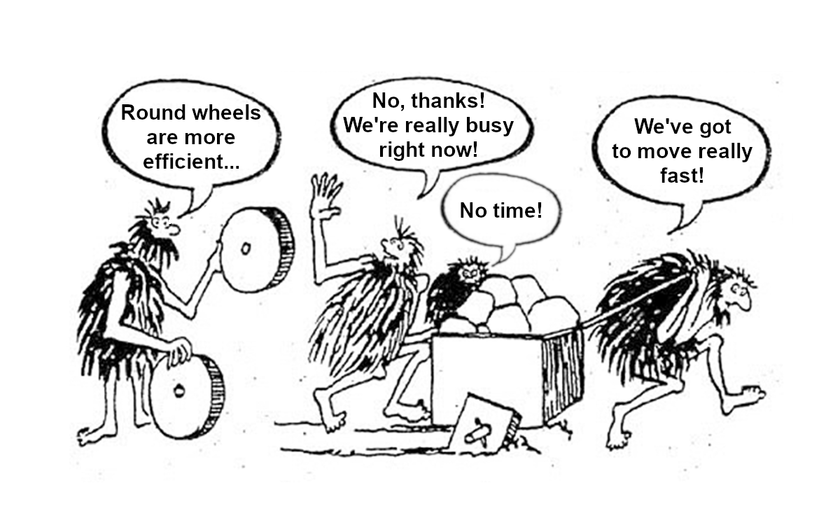 Round wheels
are more
efficient...
No, thanks!
We're really busy
right now!
No time!
We've got
to move really
fast!